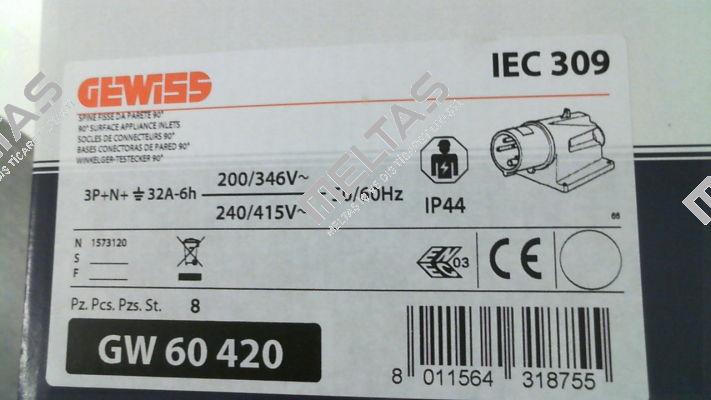 GEWISS
IEC 309
SPINE FISSE DA PARETE 90°
90° SURFACE APPLIANCE INLETS
SOCLES DE CONNECTEURS 90°
BASES CONECTORAS DE PARED 90°
WINKELGER-TESTECKER 90°
3P+N+⏚32A-6h 200/346V~ /60Hz
240/415V~
IP44
66
N 1573120
S
F
03
CE
Pz. Pcs. Pzs. St. 8
GW 60 420
8 011564 318755
MELTAS